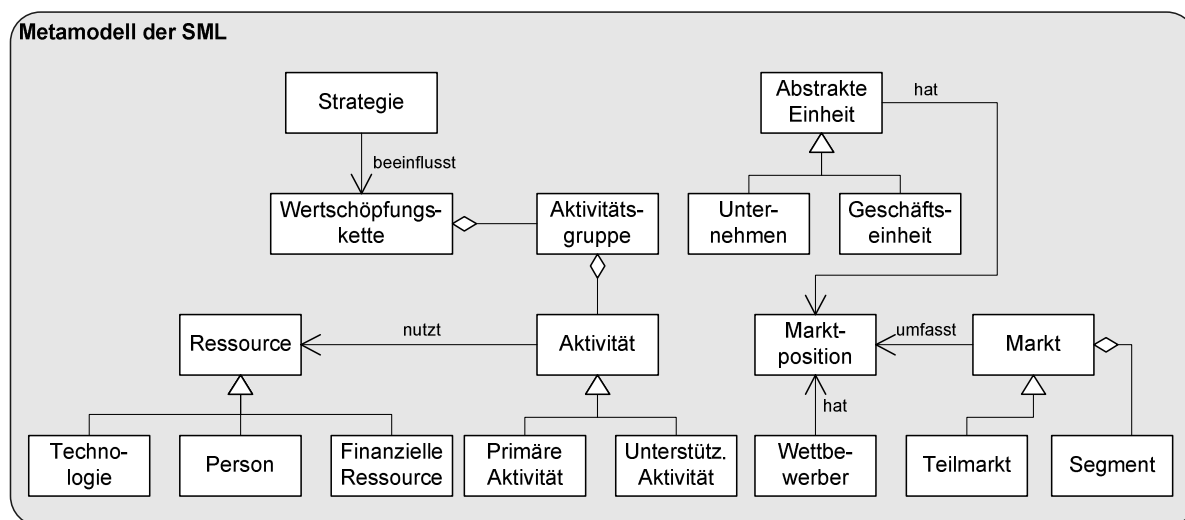 Metamodell der SML
Strategie
Abstrakte
Einheit
hat
beeinflusst
Wertschöpfungs-
kette
Aktivitäts-
gruppe
Unter-
nehmen
Geschäfts-
einheit
Ressource
nutzt
Aktivität
Markt-
position
umfasst
Markt
hat
Techno-
logie
Person
Finanzielle
Ressource
Primäre
Aktivität
Unterstütz.
Aktivität
Wettbe-
werber
Teilmarkt
Segment